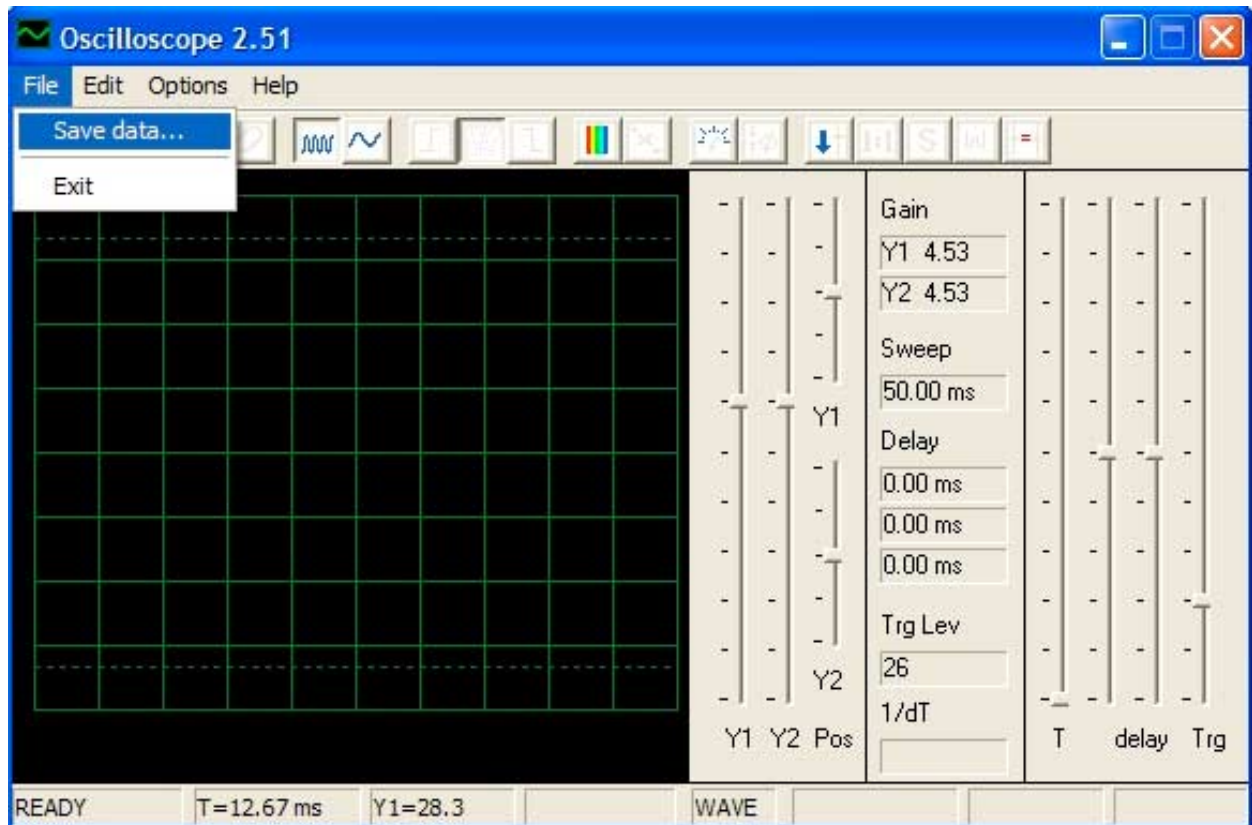 Oscilloscope 2.51
File Edit Options Help
Save data...
Exit
1:1 S
Gain
Y1 4.53
Y2 4.53
Sweep
50.00 ms
Delay
0.00 ms
0.00 ms
0.00 ms
Trg Lev
26
1/dT
Y1
Y2
Y1 Y2 Pos
T delay Trg
READY T=12.67 ms Y1=28.3 WAVE